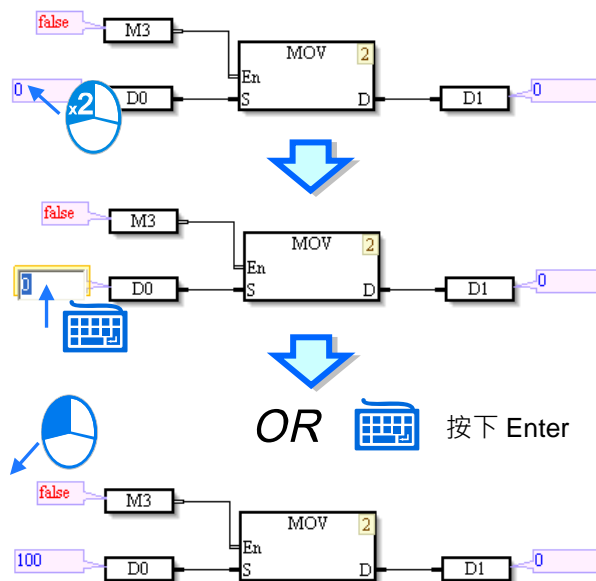 false
M3
MOV 2
En
0 x2 D0 S D D1 0
false
M3
MOV 2
En
0 D0 S D D1 0
OR 按下 Enter
false
M3
MOV 2
En
100 D0 S D D1 0